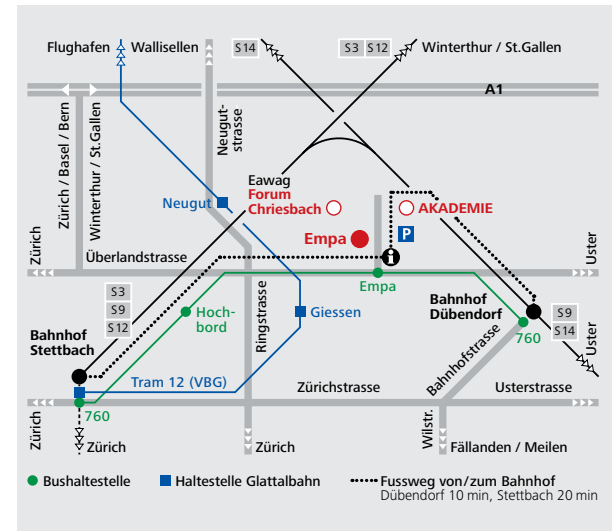 Flughafen
Wallisellen
S14
S3 S12
Winterthur / St.Gallen
A1
Zürich / Basel / Bern
Winterthur / St.Gallen
Neugut-
strasse
Eawag
Forum
Chriesbach
AKADEMIE
Neugut
Empa
P
i
Zürich
Überlandstrasse
Uster
Empa
S3
S9
S12
Hoch-
bord
Ringstrasse
Giessen
Bahnhof
Dübendorf
S9
S14
Uster
760
Bahnhof
Stettbach
Bahnhofstrasse
Tram 12 (VBG)
Zürichstrasse
Usterstrasse
Zürich
760
Zürich
Zürich
Wilstr.
Fällanden / Meilen
Bushaltestelle
Haltestelle Glattalbahn
Fussweg von/zum Bahnhof
Dübendorf 10 min, Stettbach 20 min